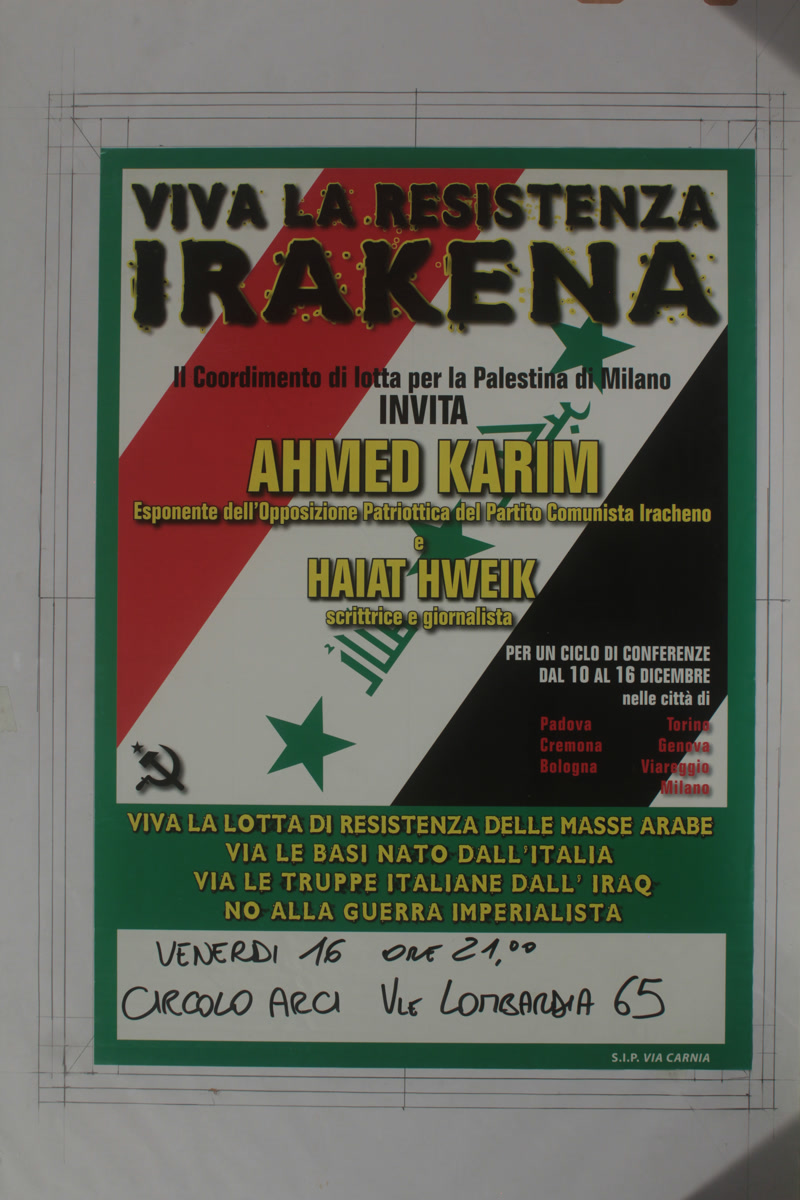 VIVA LA RESISTENZA
IRAKENA
Il Coordimento di lotta per la Palestina di Milano
INVITA
AHMED KARIM
Esponente dell'Opposizione Patriottica del Partito Comunista Iracheno
e
HAIAT HWEIK
scrittrice e giornalista
PER UN CICLO DI CONFERENZE
DAL 10 AL 16 DICEMBRE
nelle città di
Padova Torino
Cremona Genova
Bologna Viareggio
Milano
VIVA LA LOTTA DI RESISTENZA DELLE MASSE ARABE
VIA LE BASI NATO DALL'ITALIA
VIA LE TRUPPE ITALIANE DALL' IRAQ
NO ALLA GUERRA IMPERIALISTA
VENERDI 16 ORE 21,00
CIRCOLO ARCI VLE LOMBARDIA 65
S.I.P. VIA CARNIA